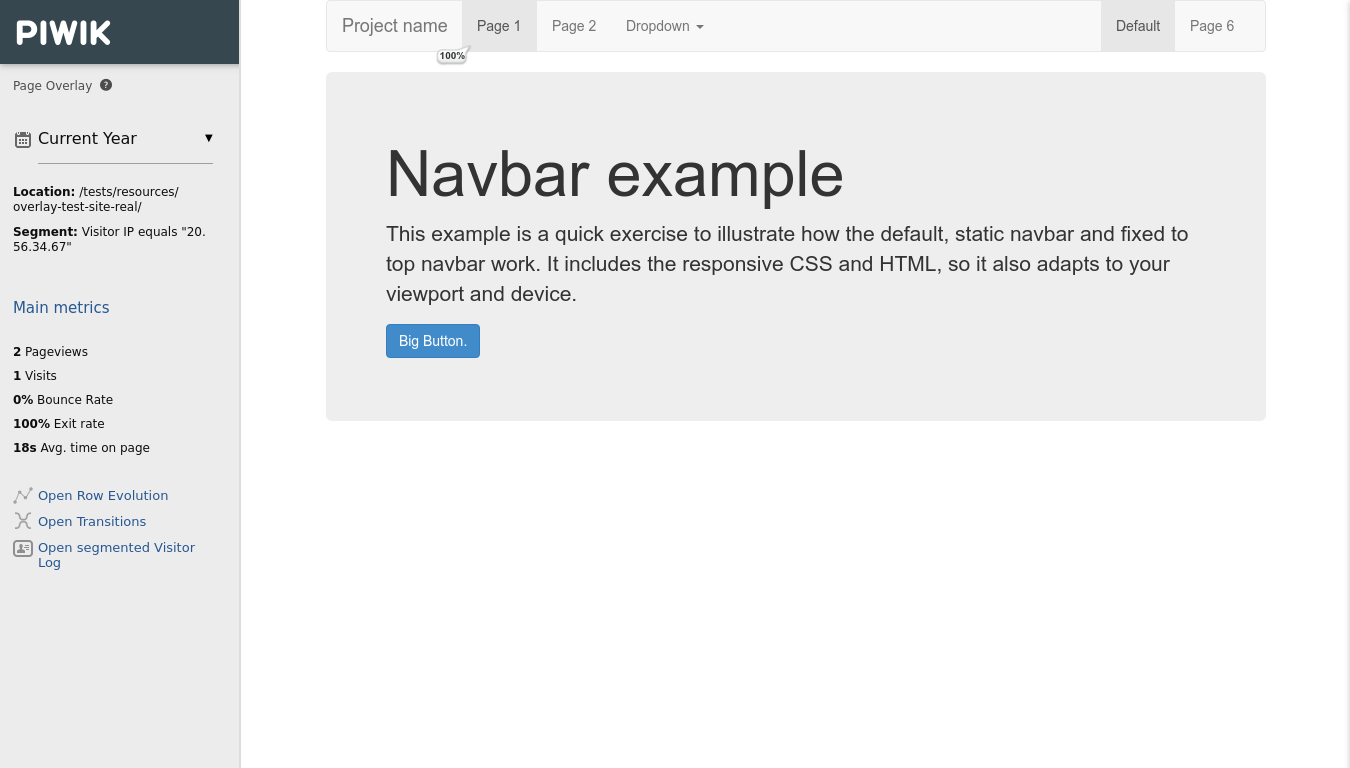 PIWIK
Page Overlay ?
Current Year
Location: /tests/resources/
overlay-test-site-real/
Segment: Visitor IP equals "20.
56.34.67"
Main metrics
2 Pageviews
1 Visits
0% Bounce Rate
100% Exit rate
18s Avg. time on page
Open Row Evolution
Open Transitions
Open segmented Visitor
Log
Project name Page 1 Page 2 Dropdown Default Page 6
100%
Navbar example
This example is a quick exercise to illustrate how the default, static navbar and fixed to
top navbar work. It includes the responsive CSS and HTML, so it also adapts to your
viewport and device.
Big Button.